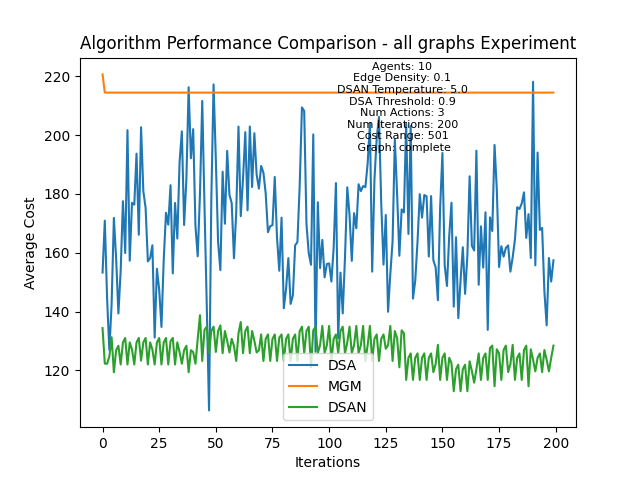 Algorithm Performance Comparison - all graphs Experiment
Agents: 10
Edge Density: 0.1
DSAN Temperature: 5.0
DSA Threshold: 0.9
Num Actions: 3
Num Iterations: 200
Cost Range: 501
Graph: complete
220
200
180
160
140
120
Average Cost
DSA
MGM
DSAN
0
25
50
75
100
125
150
175
200
Iterations